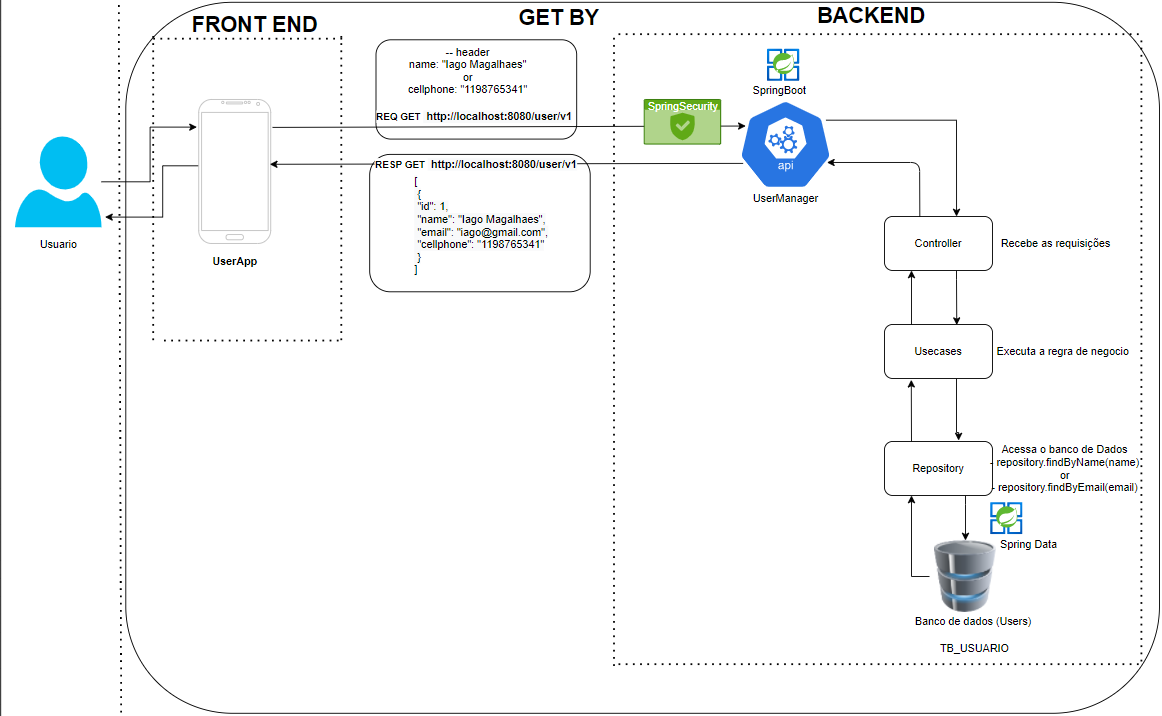 FRONT END
GET BY
BACKEND
-- header
name: "Iago Magalhaes"
or
cellphone: "1198765341"
REQ GET http://localhost:8080/user/v1
RESP GET http://localhost:8080/user/v1
[
{
"id": 1,
"name": "Iago Magalhaes",
"email": "iago@gmail.com",
"cellphone": "1198765341"
}
]
Usuario
UserApp
SpringBoot
SpringSecurity
api
UserManager
Controller
Recebe as requisições
Usecases
Executa a regra de negocio
Repository
Acessa o banco de Dados
- repository.findByName(name)
or
- repository.findByEmail(email)
Spring Data
Banco de dados (Users)
TB_USUARIO